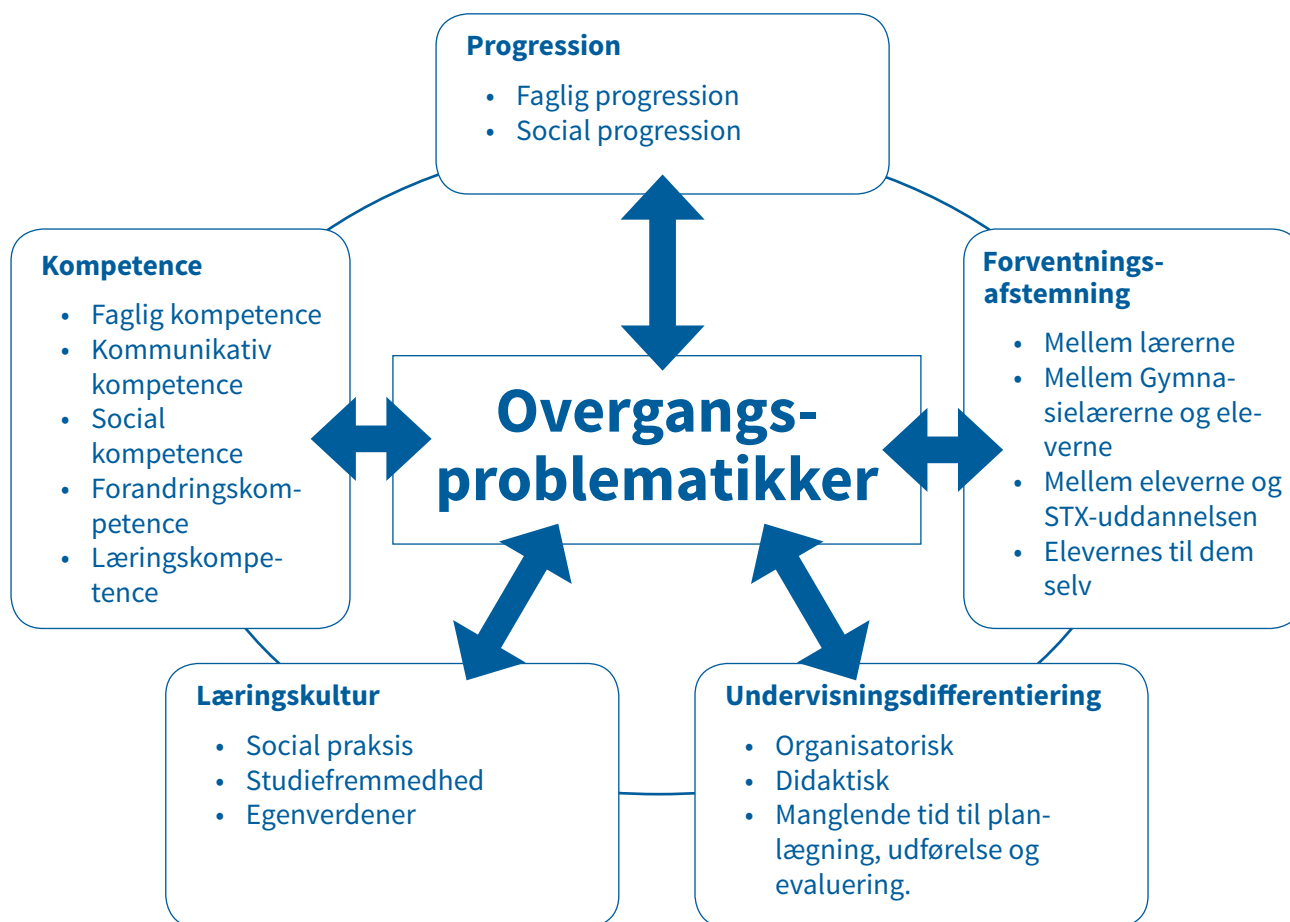 Progression
• Faglig progression
• Social progression
Kompetence
• Faglig kompetence
• Kommunikativ
kompetence
• Social
kompetence
• Forandringskom-
petence
• Læringskompe-
tence
Forventnings-
afstemning
• Mellem lærerne
• Mellem Gymna-
sielærerne og ele-
verne
• Mellem eleverne og
STX-uddannelsen
• Elevernes til dem
selv
Overgangs-
problematikker
Læringskultur
• Social praksis
• Studiefremmedhed
• Egenverdener
Undervisningsdifferentiering
• Organisatorisk
• Didaktisk
• Manglende tid til plan-
lægning, udførelse og
evaluering.